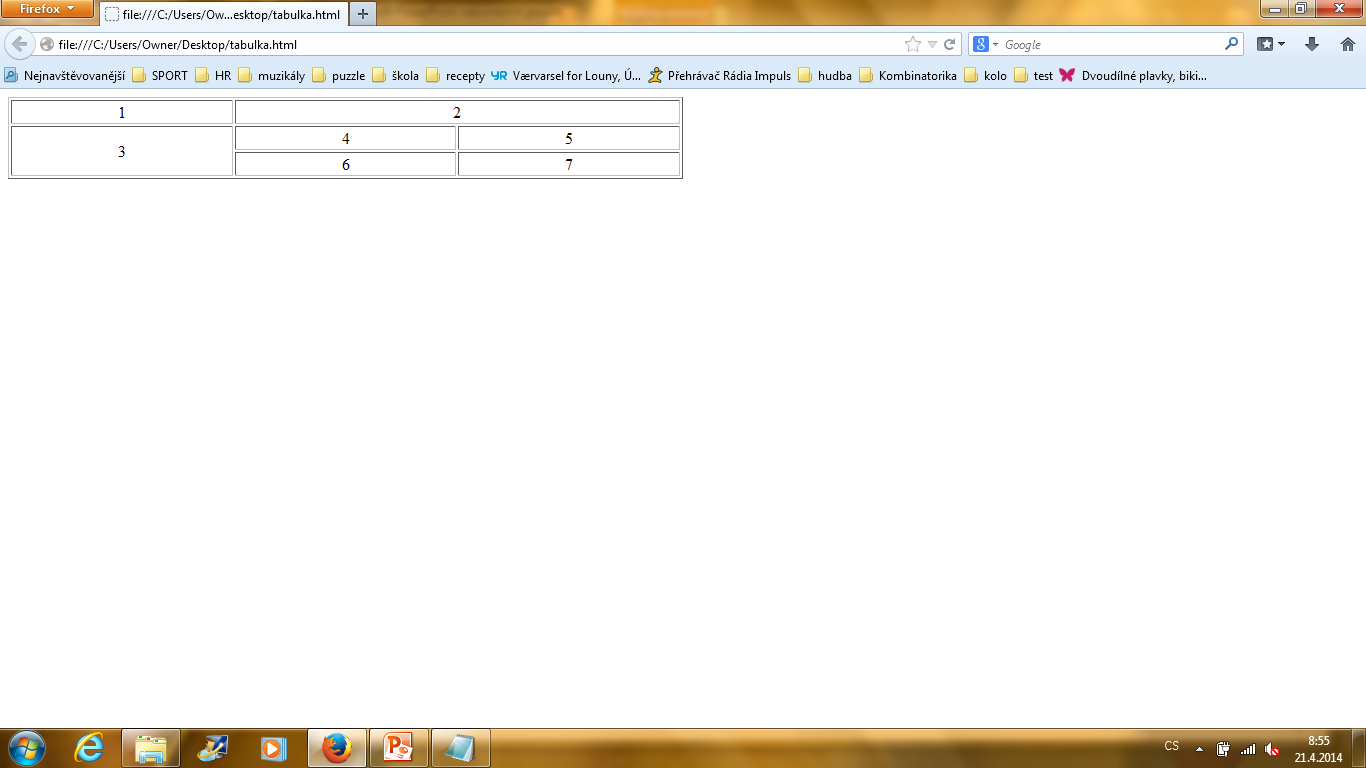 Firefox
file:///C:/Users/Ow...esktop/tabulka.html
file:///C:/Users/Owner/Desktop/tabulka.html
Google
Nejnavštěvovanější SPORT HR muzikály puzzle škola recepty YR Værvarsel for Louny, Ú... Přehrávač Rádia Impuls hudba Kombinatorika kolo test Dvoudílné plavky, biki...
1 2
3 4 5
6 7
CS 8:55
21.4.2014